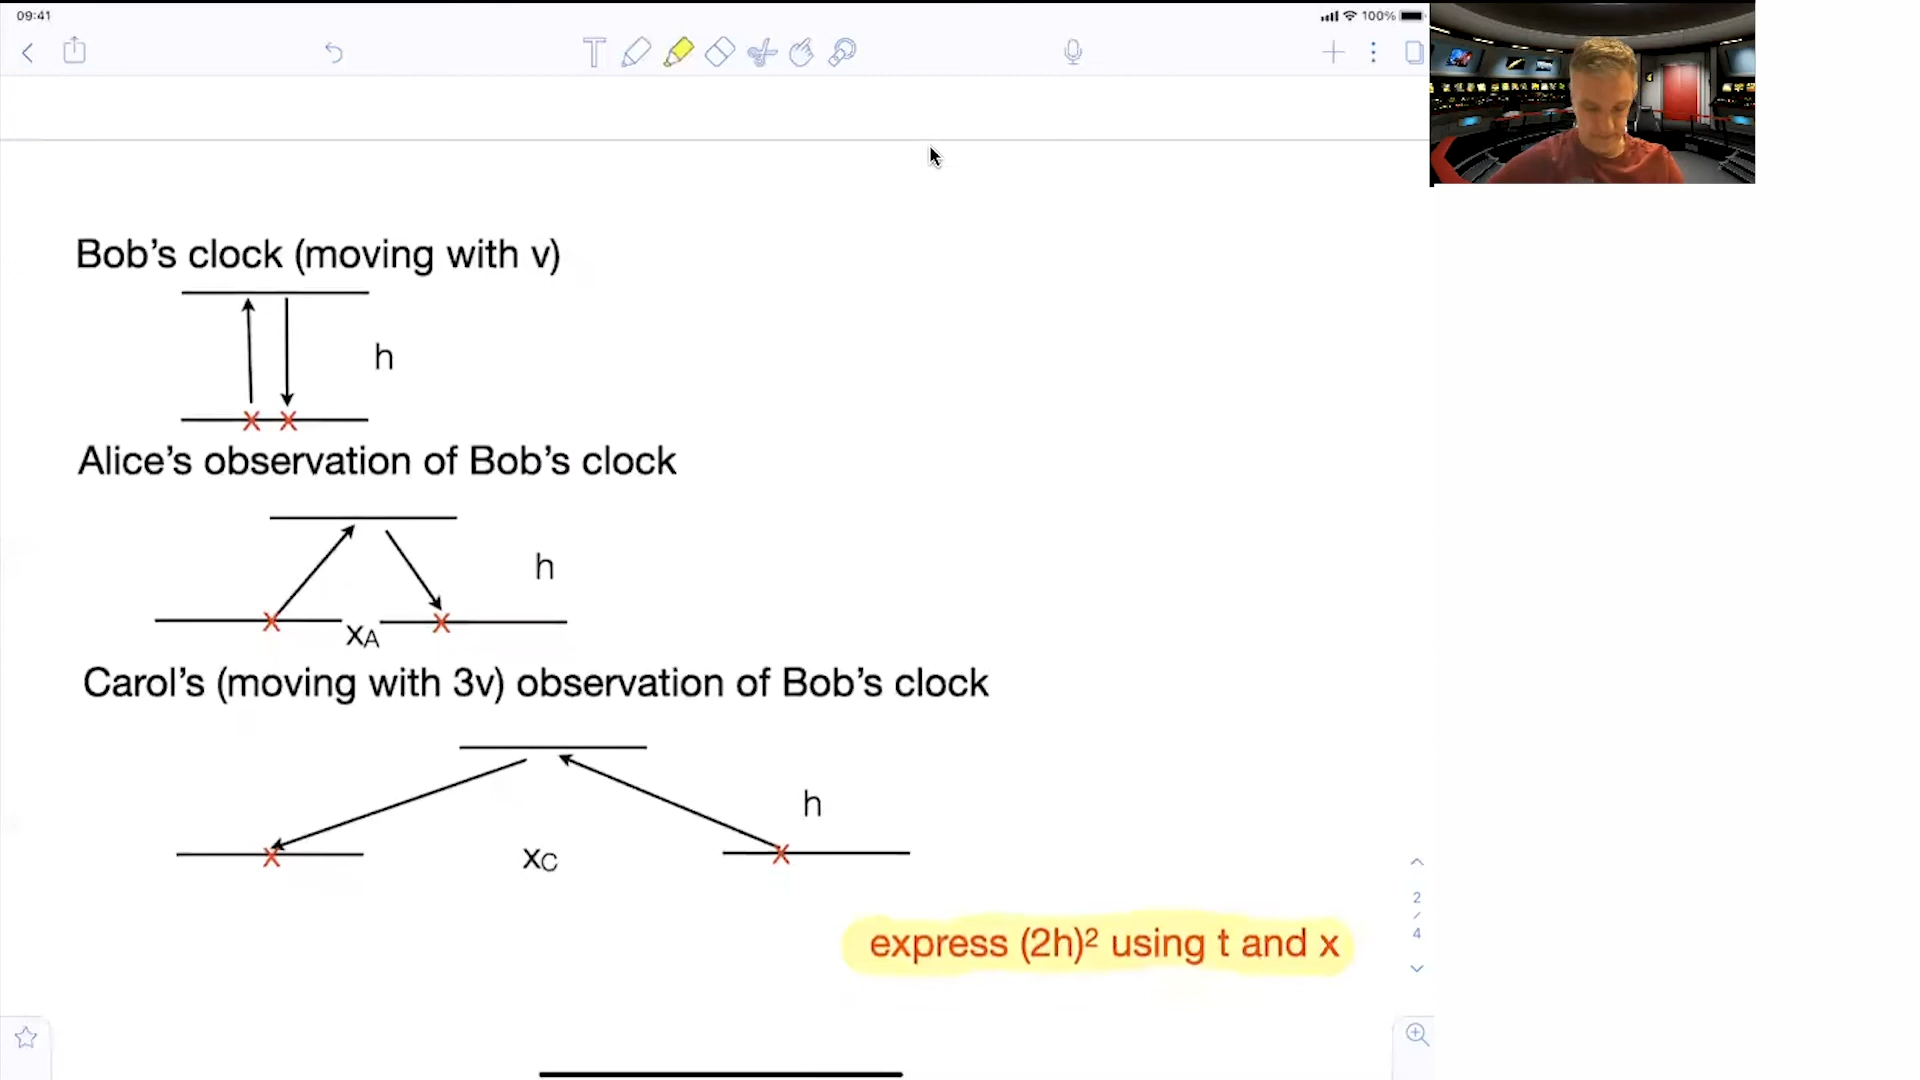 09:41
100%
T
Bob’s clock (moving with v)
h
Alice’s observation of Bob’s clock
h
xA
Carol’s (moving with 3v) observation of Bob’s clock
h
xC
express (2h)² using t and x
2
/
4